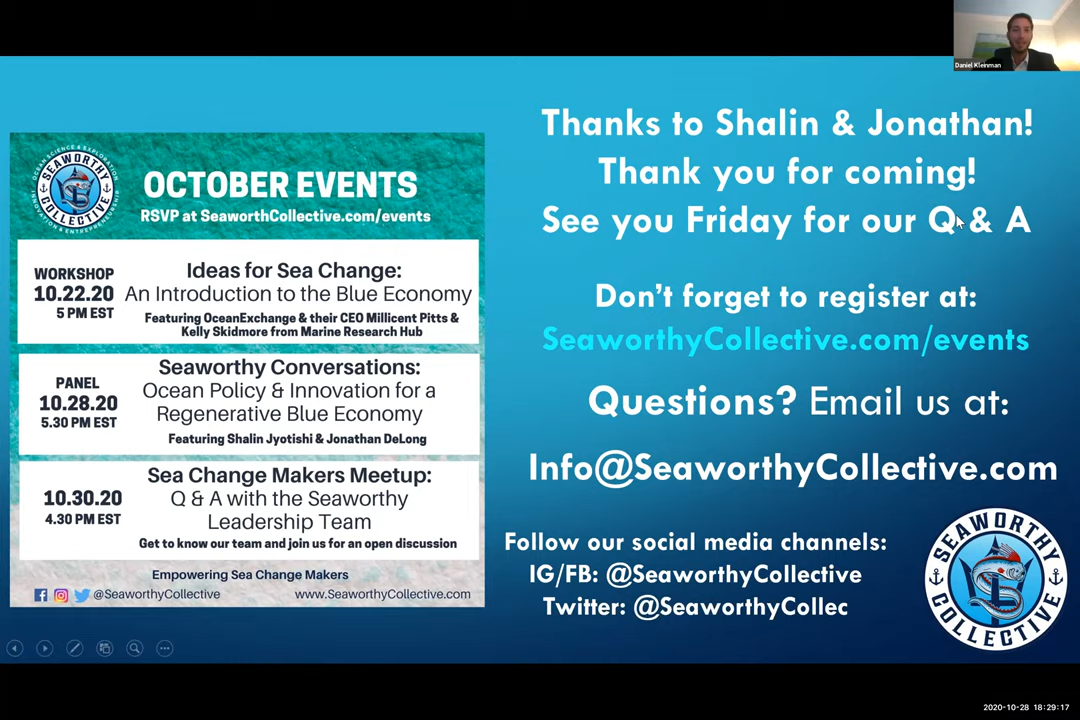 Daniel Kleinman
OCEAN SCIENCE & EXPLORATION
SEAWORTHY
COLLECTIVE
INNOVATION & ENTREPRENEURSHIP
OCTOBER EVENTS
RSVP at SeaworthCollective.com/events
WORKSHOP
10.22.20
5 PM EST
Ideas for Sea Change:
An Introduction to the Blue Economy
Featuring OceanExchange & their CEO Millicent Pitts &
Kelly Skidmore from Marine Research Hub
PANEL
10.28.20
5.30 PM EST
Seaworthy Conversations:
Ocean Policy & Innovation for a
Regenerative Blue Economy
Featuring Shalin Jyotishi & Jonathan DeLong
10.30.20
4.30 PM EST
Sea Change Makers Meetup:
Q & A with the Seaworthy
Leadership Team
Get to know our team and join us for an open discussion
Empowering Sea Change Makers
@SeaworthyCollective
www.SeaworthyCollective.com
Thanks to Shalin & Jonathan!
Thank you for coming!
See you Friday for our Q & A
Don't forget to register at:
SeaworthyCollective.com/events
Questions? Email us at:
Info@SeaworthyCollective.com
Follow our social media channels:
IG/FB: @SeaworthyCollective
Twitter: @SeaworthyCollec
SEAWORTHY
COLLECTIVE
2020-10-28 18:29:17